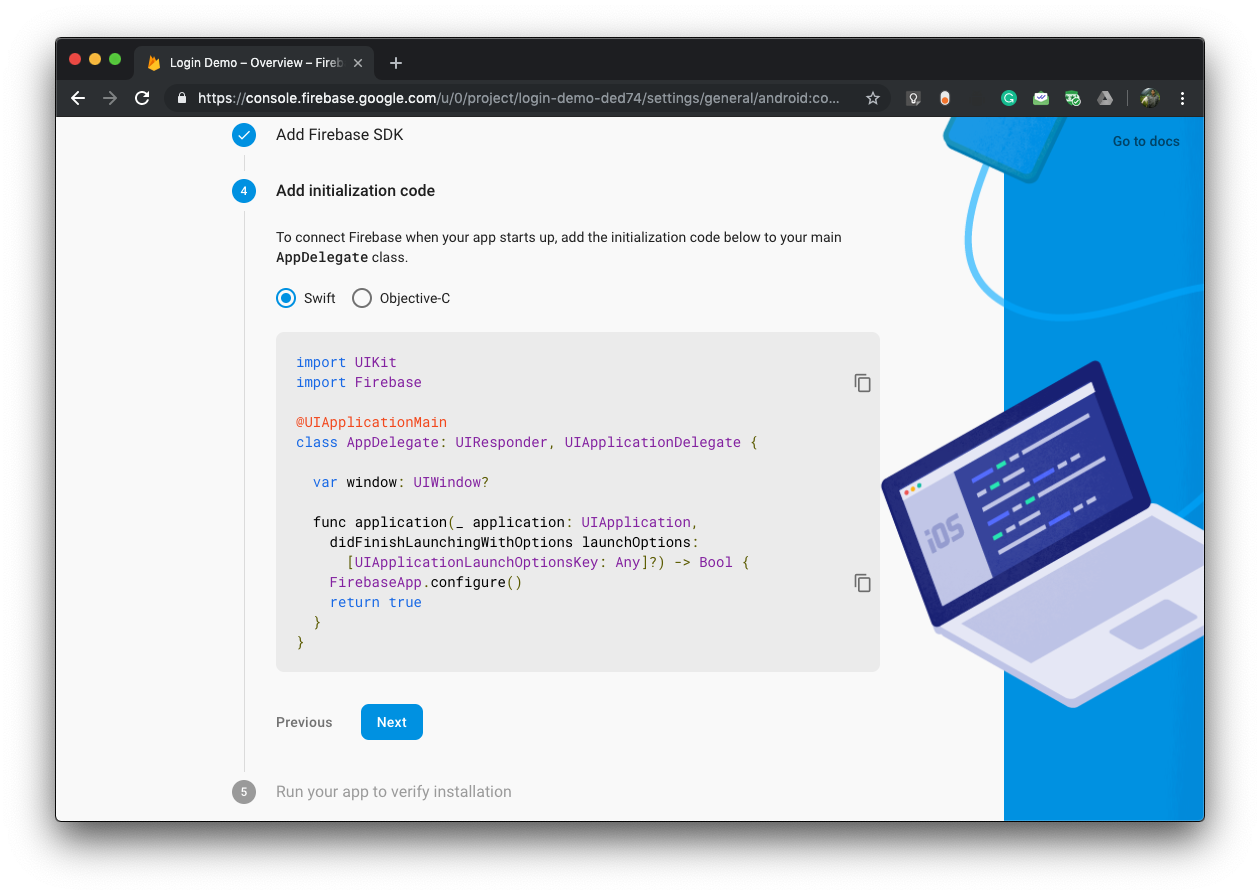 Login Demo – Overview – Fireb
https://console.firebase.google.com/u/0/project/login-demo-ded74/settings/general/android:co...
Add Firebase SDK
Go to docs
4
Add initialization code
To connect Firebase when your app starts up, add the initialization code below to your main
AppDelegate class.
Swift
Objective-C
import UIKit
import Firebase
@UIApplicationMain
class AppDelegate: UIResponder, UIApplicationDelegate {
var window: UIWindow?
func application(_ application: UIApplication,
didFinishLaunchingWithOptions launchOptions:
[UIApplicationLaunchOptionsKey: Any]?) -> Bool {
FirebaseApp.configure()
return true
}
}
iOS
Previous
Next
5
Run your app to verify installation